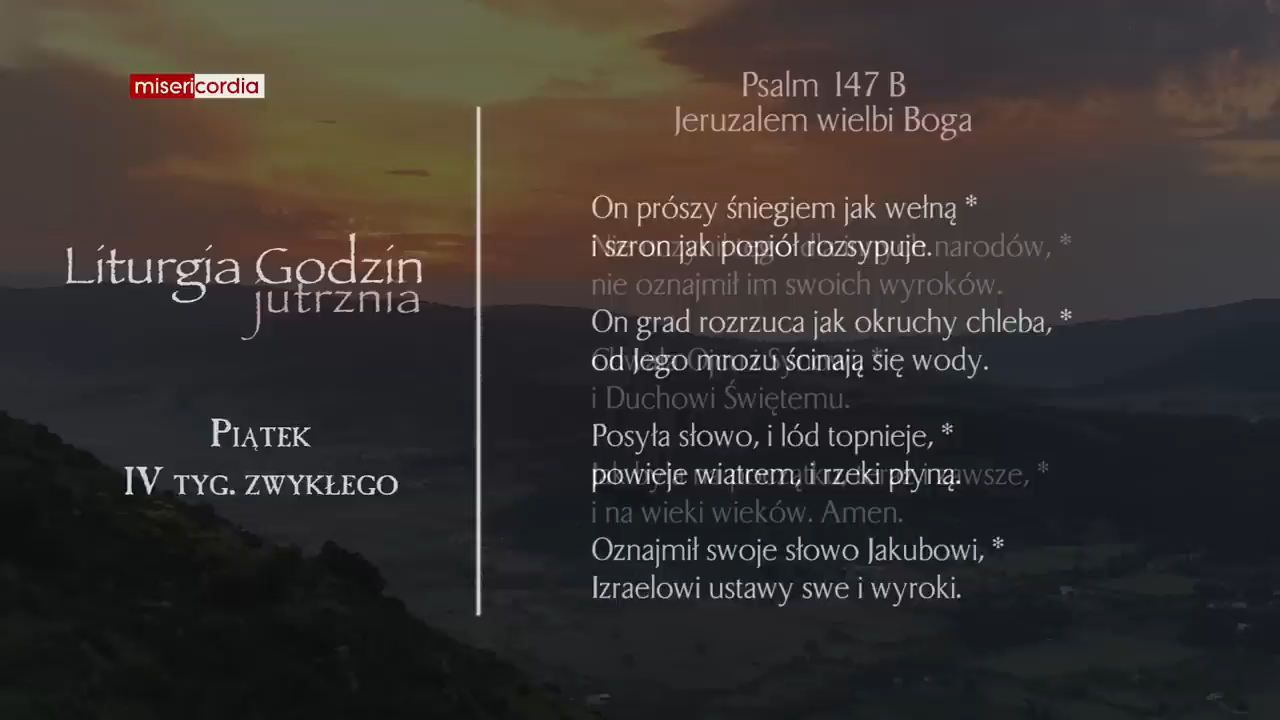 misericordia
Liturgia Godzin
jutrznia
Piątek
IV tyg. zwykłego
Psalm 147 B
Jeruzalem wielbi Boga
On prószy śniegiem jak wełną *
i szron jak popiół rozsypuje.
narodów, *
nie oznajmił im swoich wyroków.
On grad rozrzuca jak okruchy chleba, *
od Jego mrozu ścinają się wody.
i Duchowi Świętemu.
Posyła słowo, i lód topnieje, *
powieje wiatrem, i rzeki płyną.
zawsze, *
i na wieki wieków. Amen.
Oznajmił swoje słowo Jakubowi, *
Izraelowi ustawy swe i wyroki.